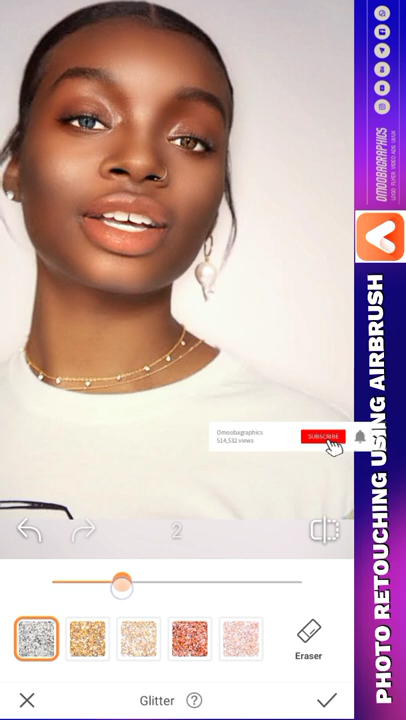 OMOOBAGRAPHICS
PHOTO RETOUCHING USING AIRBRUSH
Omoobagraphics
514,532 views
SUBSCRIBE
2
Eraser
Glitter ?